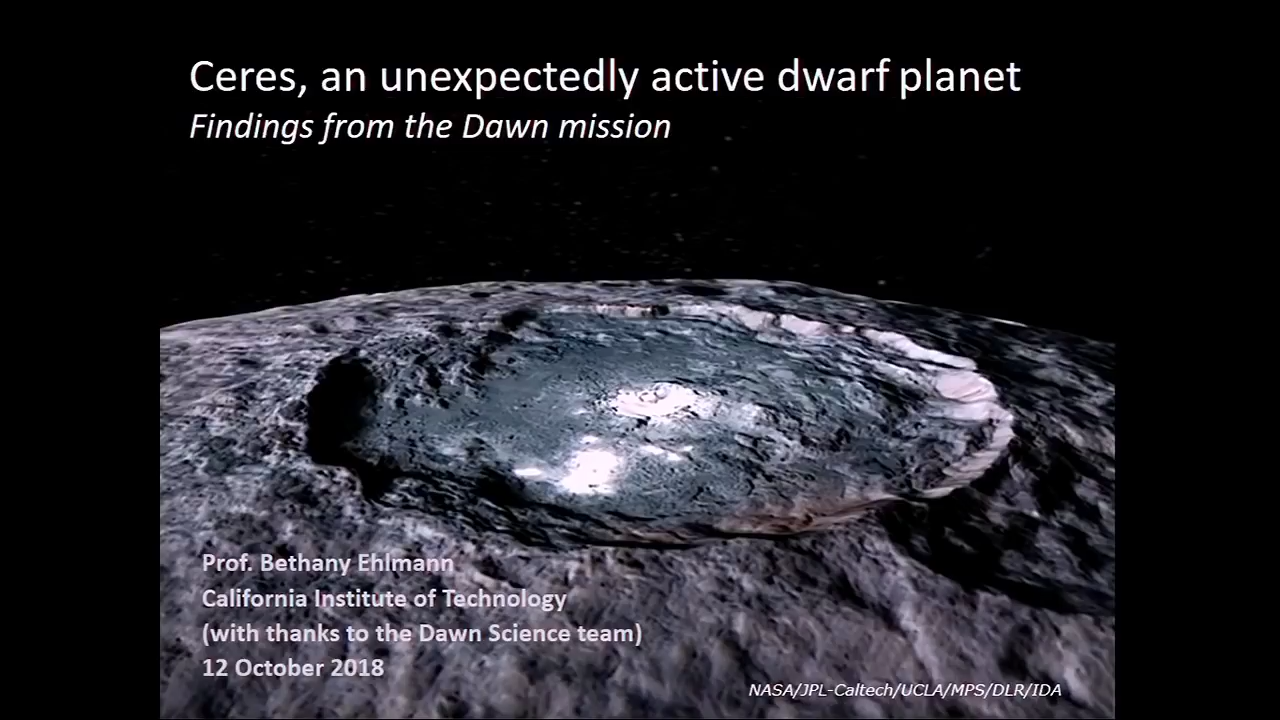 Ceres, an unexpectedly active dwarf planet
Findings from the Dawn mission
Prof. Bethany Ehlmann
California Institute of Technology
(with thanks to the Dawn Science team)
12 October 2018
NASA/JPL-Caltech/UCLA/MPS/DLR/IDA